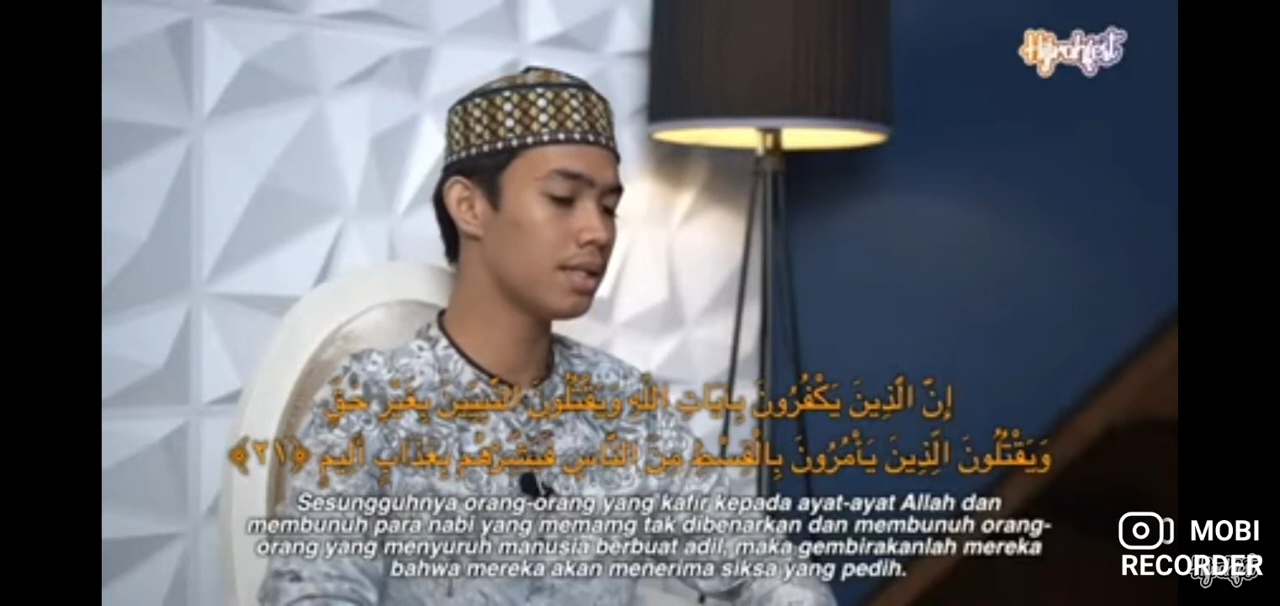 Hijrahfest
إِنَّ الَّذِينَ يَكْفُرُونَ بِآيَاتِ اللَّهِ وَيَقْتُلُونَ النَّبِيِّينَ بِغَيْرِ حَقٍّ
وَيَقْتُلُونَ الَّذِينَ يَأْمُرُونَ بِالْقِسْطِ مِنَ النَّاسِ فَبَشِّرْهُم بِعَذَابٍ أَلِيمٍ ﴿٢١﴾
Sesungguhnya orang-orang yang kafir kepada ayat-ayat Allah dan
membunuh para nabi yang memamg tak dibenarkan dan membunuh orang-
orang yang menyuruh manusia berbuat adil, maka gembirakanlah mereka
bahwa mereka akan menerima siksa yang pedih.
MOBI
RECORDER